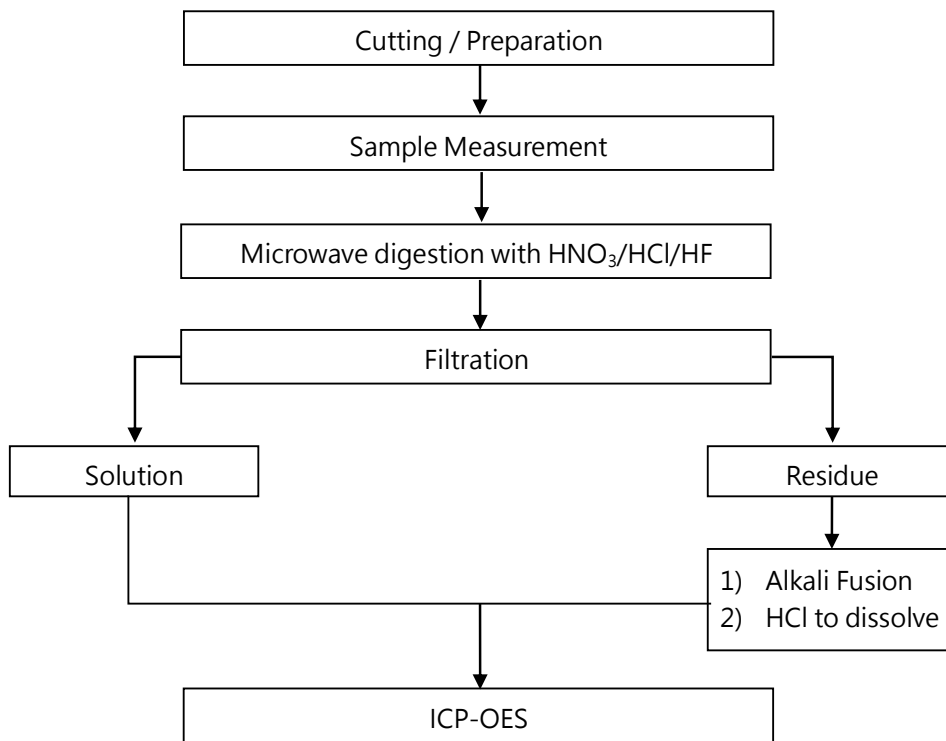 Cutting / Preparation
Sample Measurement
Microwave digestion with HNO₃/HCl/HF
Filtration
Solution
Residue
1) Alkali Fusion
2) HCl to dissolve
ICP-OES